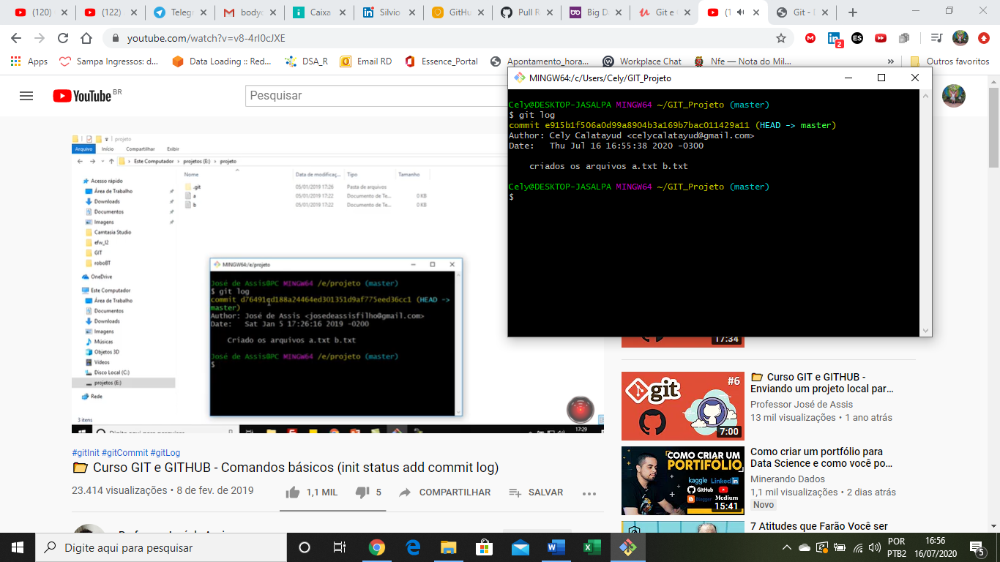 (120)
(122)
Telegr
bodyc
Caixa
Silvio
GitHu
Pull R
Big Da
Git e
(1
Git - D
youtube.com/watch?v=v8-4rI0cJXE
ES
2
Apps
Sampa Ingressos: d...
Data Loading :: Red...
DSA_R
Email RD
Essence_Portal
Apontamento_hora...
Workplace Chat
Nfe — Nota do Mil...
»
Outros favoritos
YouTube BR
Pesquisar
projeto
Arquivo Início Compartilhar Exibir
Este Computador > projetos (E:) > projeto
Acesso rápido
Área de Trabalho
Downloads
Documentos
Imagens
Camtasia Studio
efw_l2
GIT
roboBT
OneDrive
Este Computador
Área de Trabalho
Documentos
Downloads
Imagens
Músicas
Objetos 3D
Vídeos
Disco Local (C:)
projetos (E:)
Rede
3 itens
Nome Data de modificaç... Tipo Tamanho
.git 05/01/2019 17:26 Pasta de arquivos
a 05/01/2019 17:22 Documento de Te... 0 KB
b 05/01/2019 17:22 Documento de Te... 0 KB
MINGW64:/e/projeto
José de Assis@PC MINGW64 /e/projeto (master)
$ git log
commit d76491qd188a24464ed301351d9af775eed36cc1 (HEAD ->
master)
Author: José de Assis <josedeassisfilho@gmail.com>
Date: Sat Jan 5 17:26:16 2019 -0200
Criado os arquivos a.txt b.txt
José de Assis@PC MINGW64 /e/projeto (master)
$
Digite aqui para pesquisar
17:29
MINGW64:/c/Users/Cely/GIT_Projeto
Cely@DESKTOP-JASALPA MINGW64 ~/GIT_Projeto (master)
$ git log
commit e915b1f506a0d99a8904b3a169b7bac011429a11 (HEAD -> master)
Author: Cely Calatayud <celycalatayud@gmail.com>
Date: Thu Jul 16 16:55:38 2020 -0300
criados os arquivos a.txt b.txt
Cely@DESKTOP-JASALPA MINGW64 ~/GIT_Projeto (master)
$
#gitInit #gitCommit #gitLog
Curso GIT e GITHUB - Comandos básicos (init status add commit log)
23.414 visualizações • 8 de fev. de 2019
1,1 MIL
5
COMPARTILHAR
SALVAR
17:34
git
#6
7:00
Curso GIT e GITHUB -
Enviando um projeto local par...
Professor José de Assis
13 mil visualizações • 1 ano atrás
COMO CRIAR UM
PORTIFÓLIO
kaggle LinkedIn
GitHub YouTube
Blogger Medium
15:41
Como criar um portfólio para
Data Science e como você po...
Minerando Dados
1,1 mil visualizações • 2 dias atrás
Novo
7 Atitudes que Farão Você ser
Digite aqui para pesquisar
POR
PTB2
16:56
16/07/2020
5